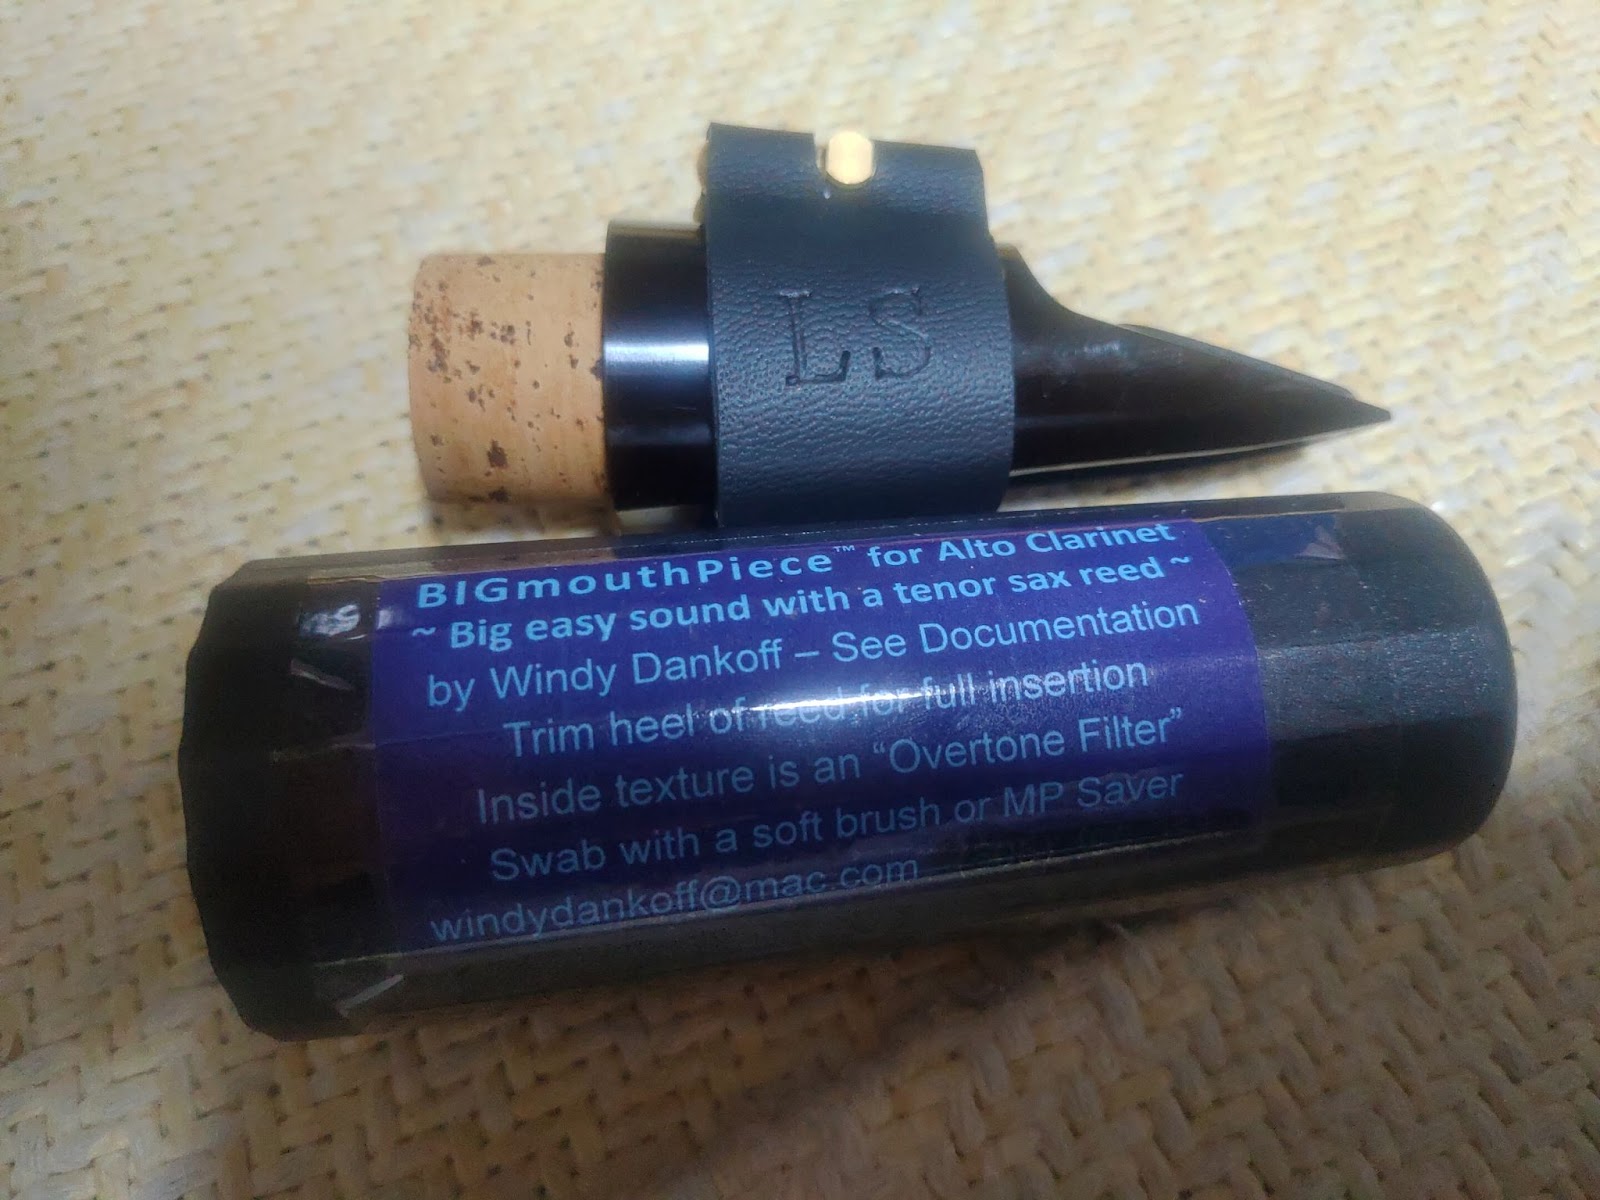 LS
BIGmouthPiece™ for Alto Clarinet
~ Big easy sound with a tenor sax reed ~
by Windy Dankoff – See Documentation
Trim heel of reed for full insertion
Inside texture is an “Overtone Filter”
Swab with a soft brush or MP Saver
windydankoff@mac.com